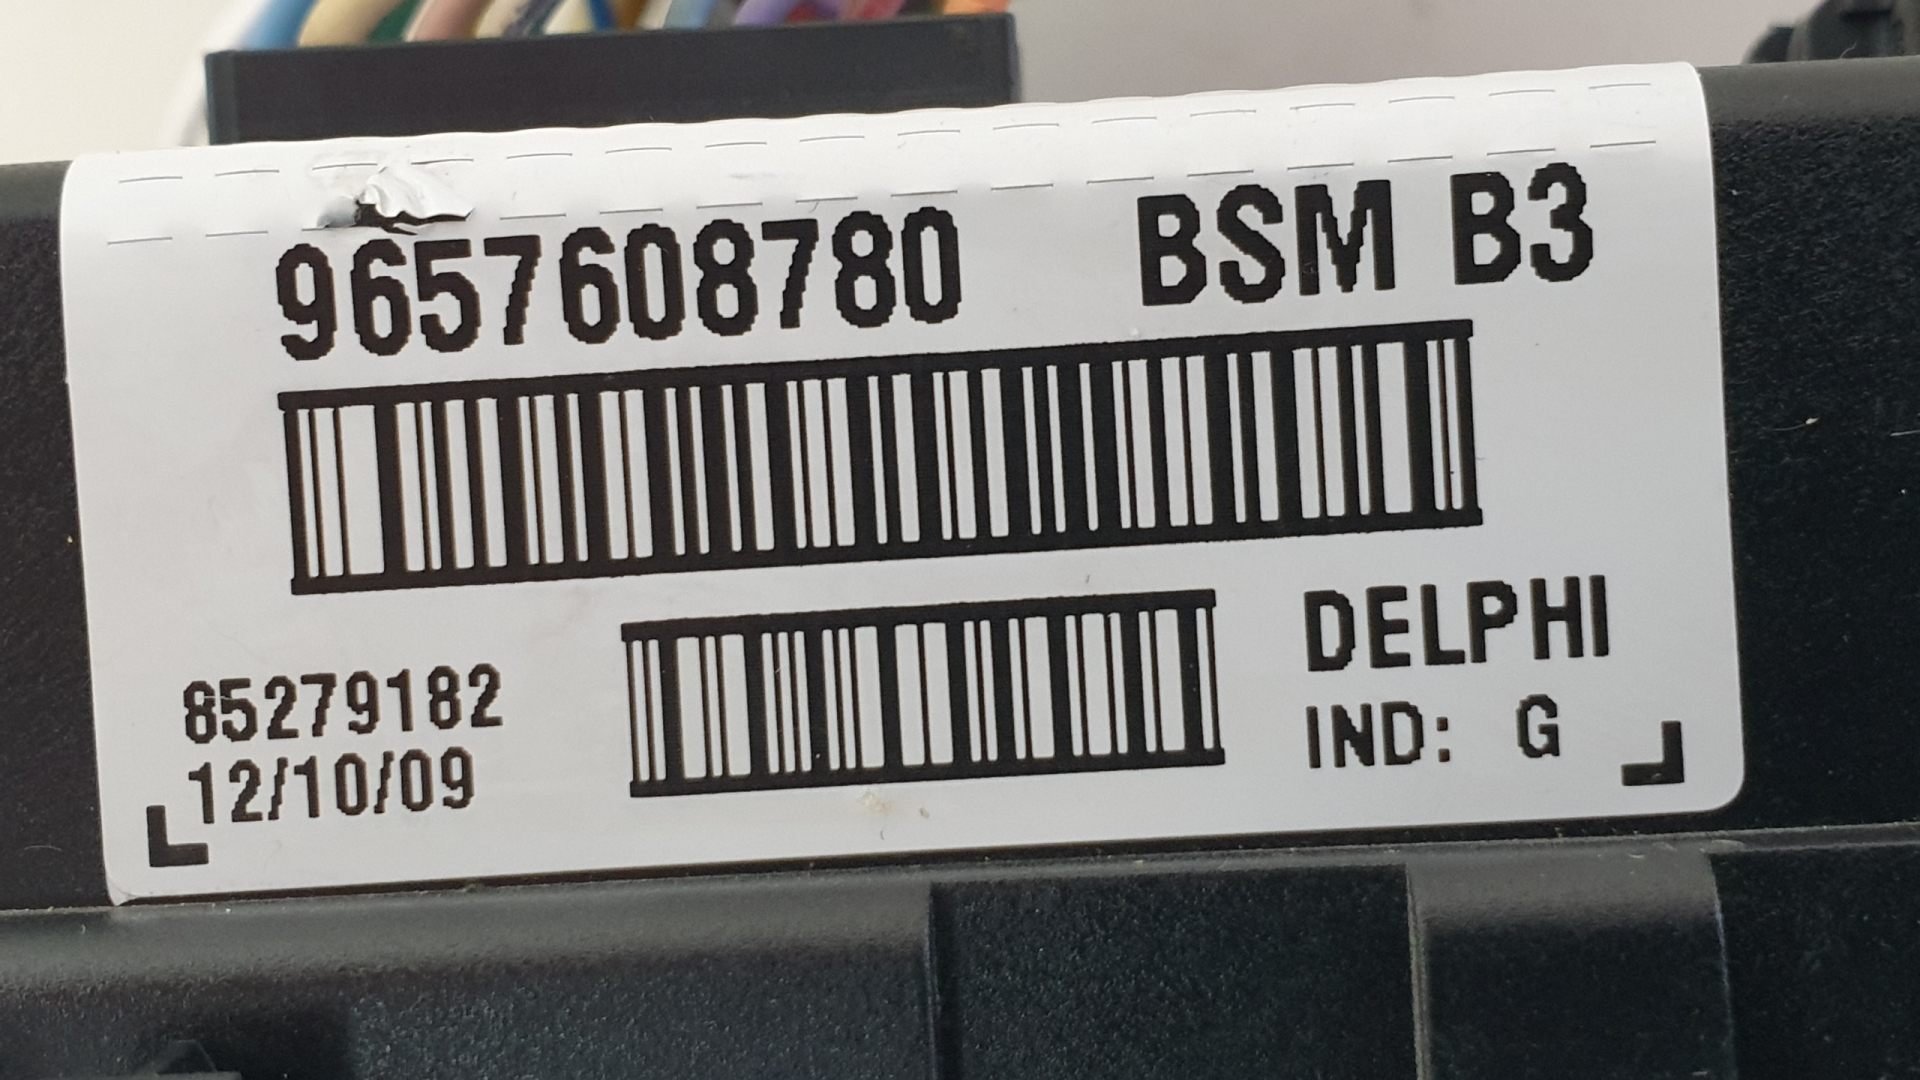 9657608780 BSM B3
85279182
12/10/09
DELPHI
IND: G